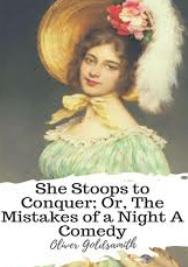 She Stoops to
Conquer; Or, The
Mistakes of a Night A
Comedy
Oliver Goldsmith